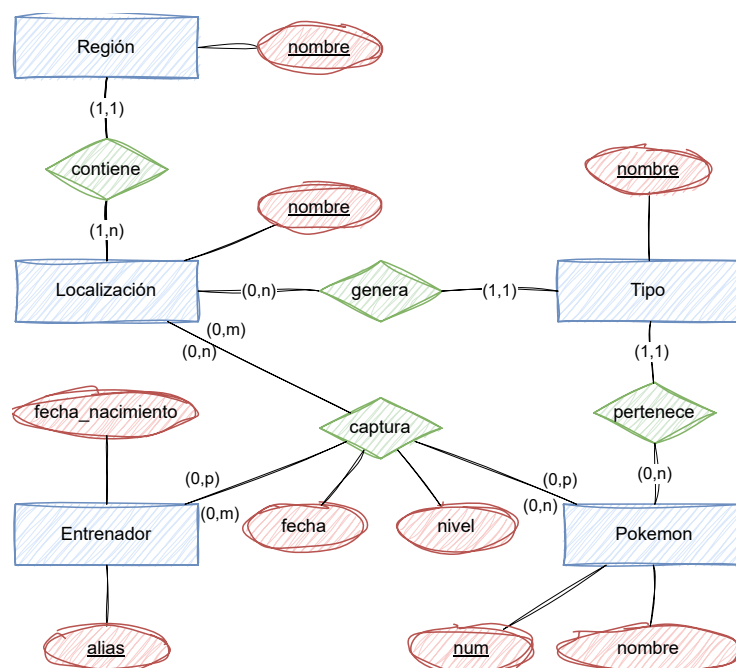 Región
nombre
(1,1)
contiene
nombre
(1,n)
nombre
Localización
(0,n)
genera
(1,1)
Tipo
(0,m)
(0,n)
(1,1)
fecha_nacimiento
captura
pertenece
(0,p)
(0,m)
(0,p)
(0,n)
(0,n)
Entrenador
fecha
nivel
Pokemon
alias
num
nombre